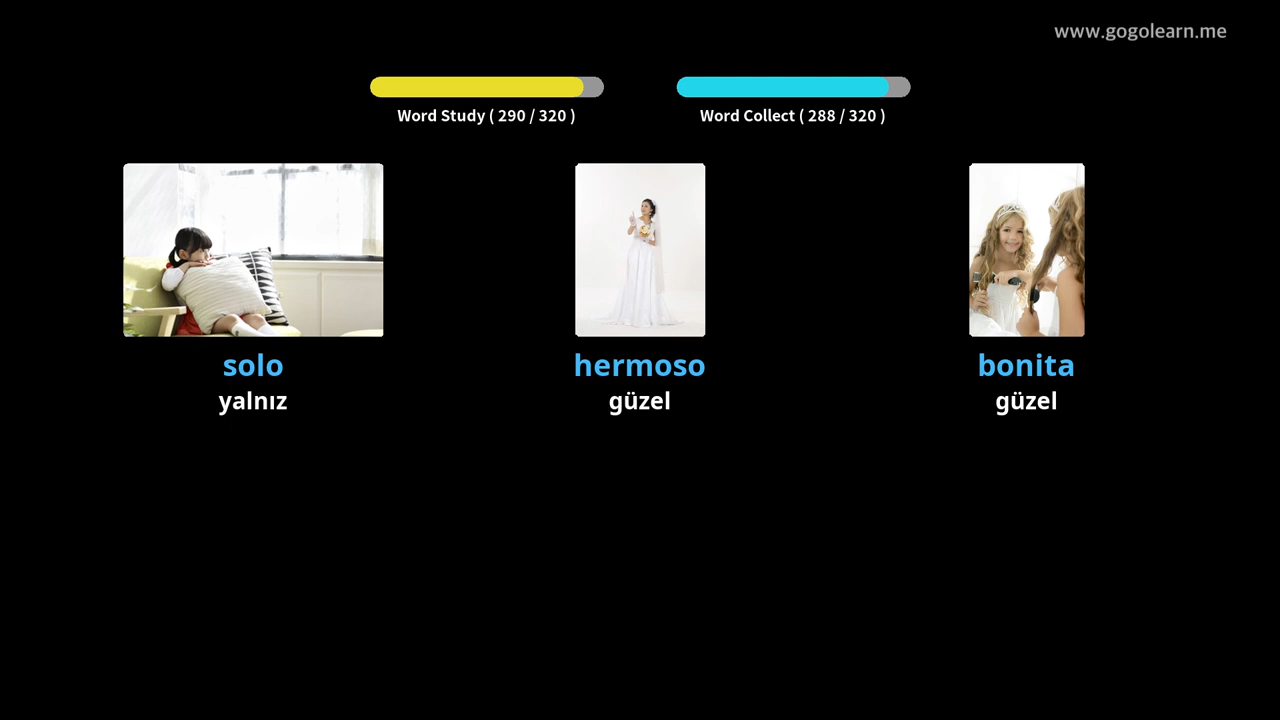 www.gogolearn.me
Word Study ( 290 / 320 )
Word Collect ( 288 / 320 )
solo
yalnız
hermoso
güzel
bonita
güzel